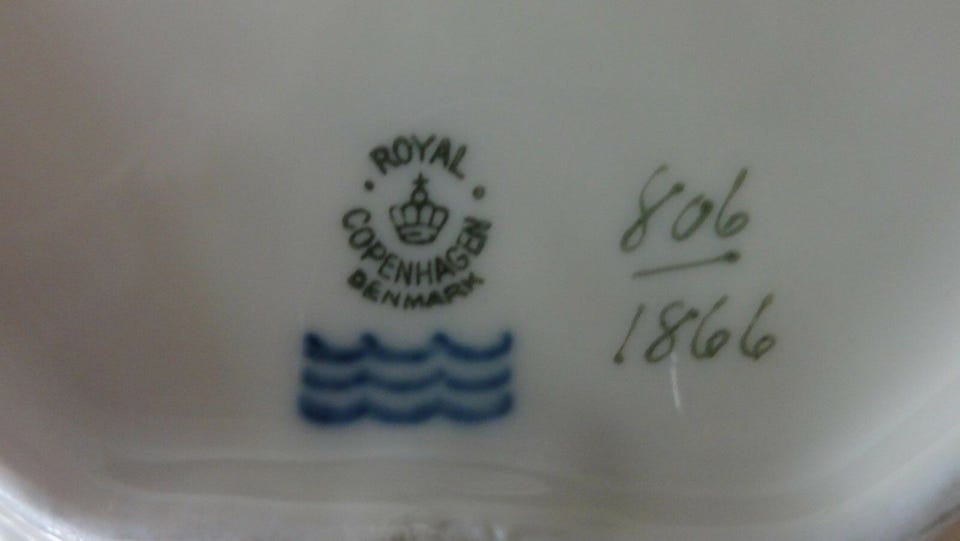 ROYAL
COPENHAGEN
DENMARK
806
1866